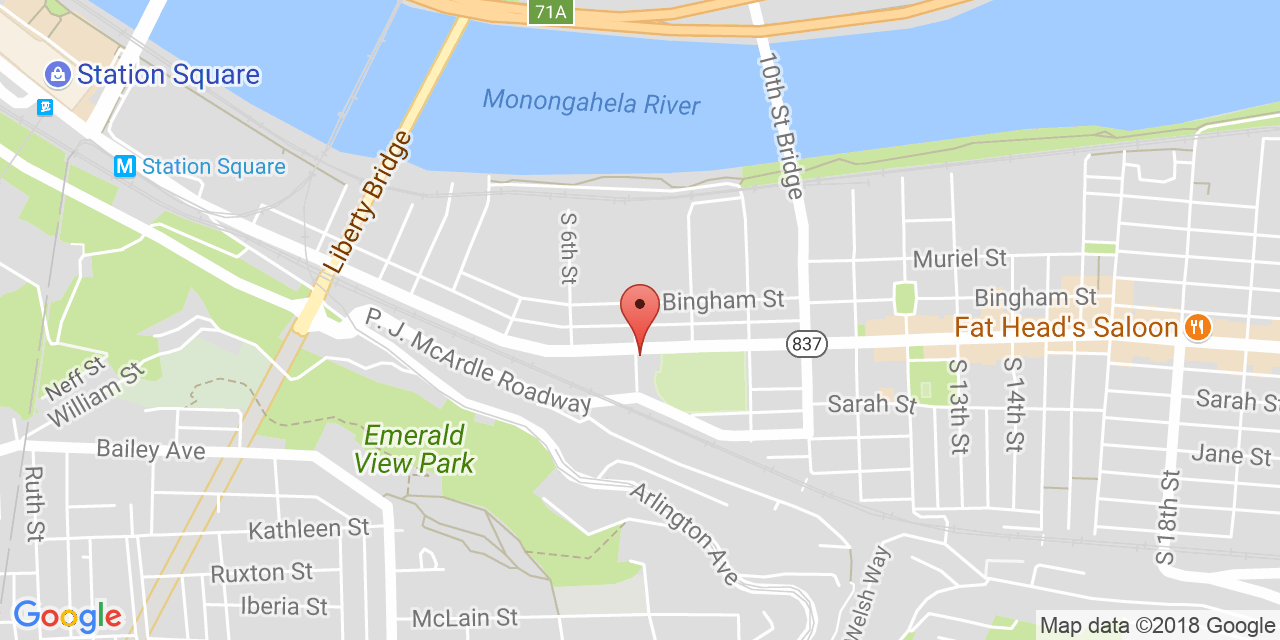 71A
Station Square
10th St Bridge
Monongahela River
M Station Square
Liberty Bridge
S 6th St
Muriel St
Bingham St
Bingham St
Fat Head's Saloon
837
P. J. McArdle Roadway
Neff St
William St
S 13th St
S 14th St
Sarah St
Sarah St
Emerald
View Park
Bailey Ave
Jane St
Ruth St
Arlington Ave
S 18th St
Kathleen St
Ruxton St
Welsh Way
Iberia St
McLain St
Google
Map data ©2018 Google